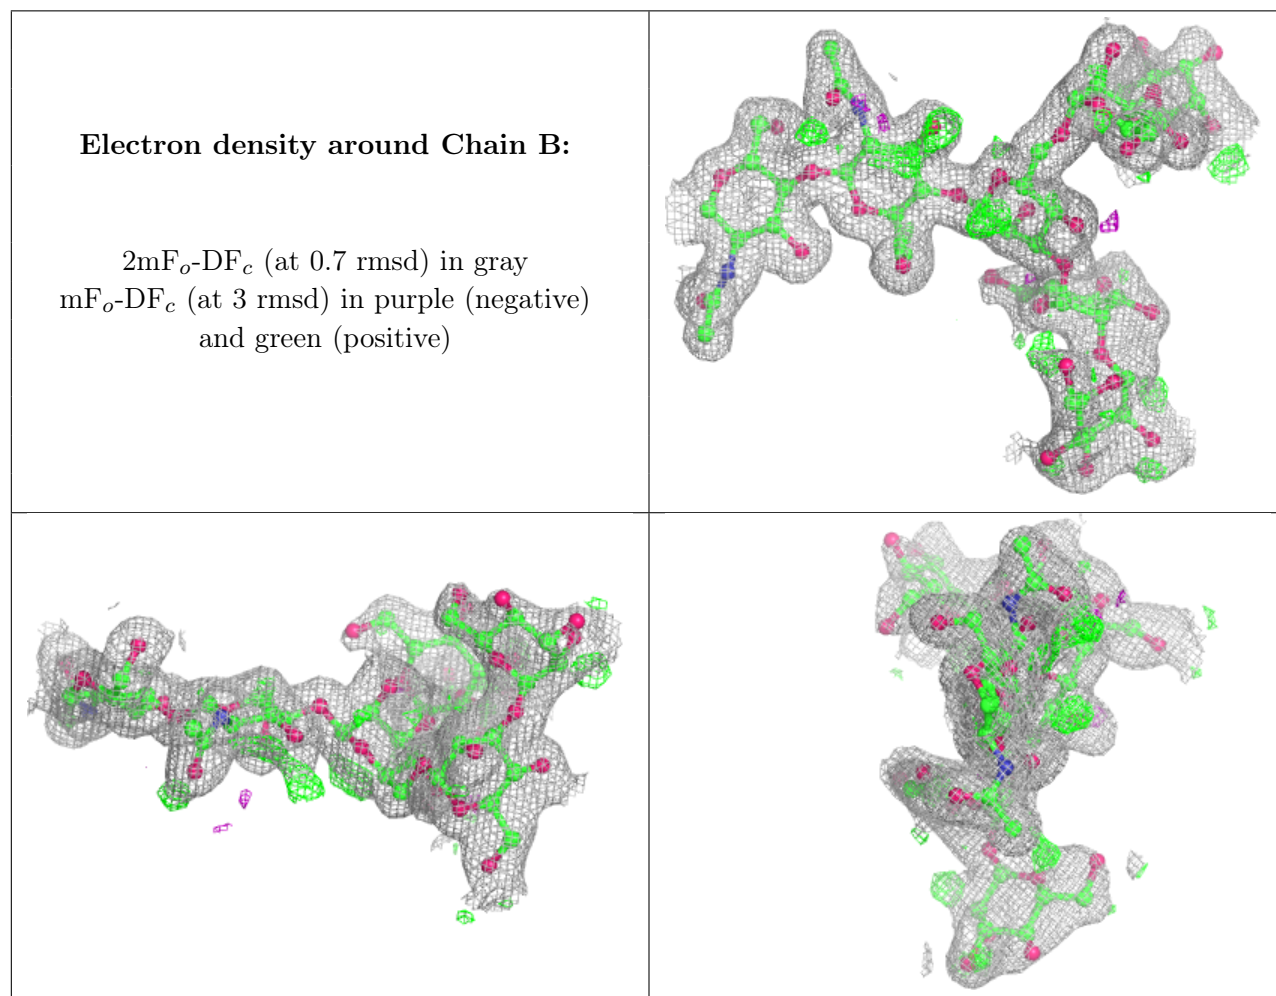 Electron density around Chain B:
2mFₒ-DF𝒸 (at 0.7 rmsd) in gray
mFₒ-DF𝒸 (at 3 rmsd) in purple (negative)
and green (positive)